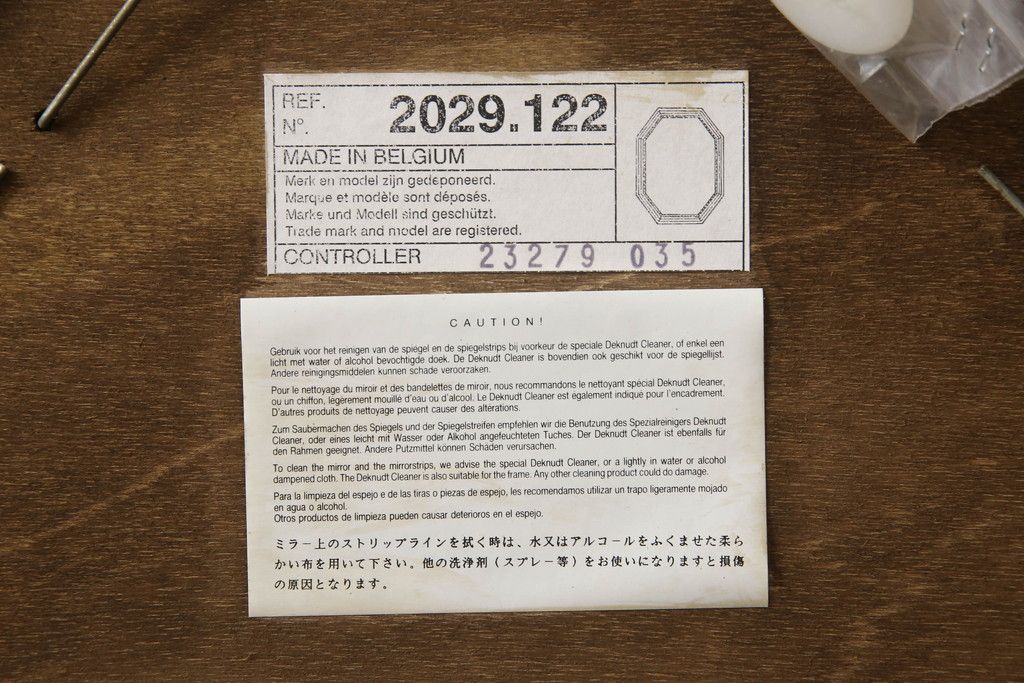 REF.
N°.
2029.122
MADE IN BELGIUM
Merk en model zijn gedeponeerd.
Marque et modèle sont déposés.
Marke und Modell sind geschützt.
Trade mark and model are registered.
CONTROLLER 23279 035
CAUTION!
Gebruik voor het reinigen van de spiegel en de spiegelstrips bij voorkeur de speciale Deknudt Cleaner, of enkel een
licht met water of alcohol bevochtigde doek. De Deknudt Cleaner is bovendien ook geschikt voor de spiegellijst.
Andere reinigingsmiddelen kunnen schade veroorzaken.
Pour le nettoyage du miroir et des bandelettes de miroir, nous recommandons le nettoyant spécial Deknudt Cleaner,
ou un chiffon, légèrement mouillé d'eau ou d'alcool. Le Deknudt Cleaner est également indiqué pour l'encadrement.
D'autres produits de nettoyage peuvent causer des altérations.
Zum Saubermachen des Spiegels und der Spiegelstreifen empfehlen wir die Benutzung des Spezialreinigers Deknudt
Cleaner, oder eines leicht mit Wasser oder Alkohol angefeuchteten Tuches. Der Deknudt Cleaner ist ebenfalls für
den Rahmen geeignet. Andere Putzmittel können Schäden verursachen.
To clean the mirror and the mirrorstrips, we advise the special Deknudt Cleaner, or a lightly in water or alcohol
dampened cloth. The Deknudt Cleaner is also suitable for the frame. Any other cleaning product could do damage.
Para la limpieza del espejo e de las tiras o piezas de espejo, les recomendamos utilizar un trapo ligeramente mojado
en agua o alcohol.
Otros productos de limpieza pueden causar deterioros en el espejo.
ミラー上のストリップラインを拭く時は、水又はアルコールをふくませた柔ら
かい布を用いて下さい。他の洗浄剤（スプレー等）をお使いになりますと損傷
の原因となります。